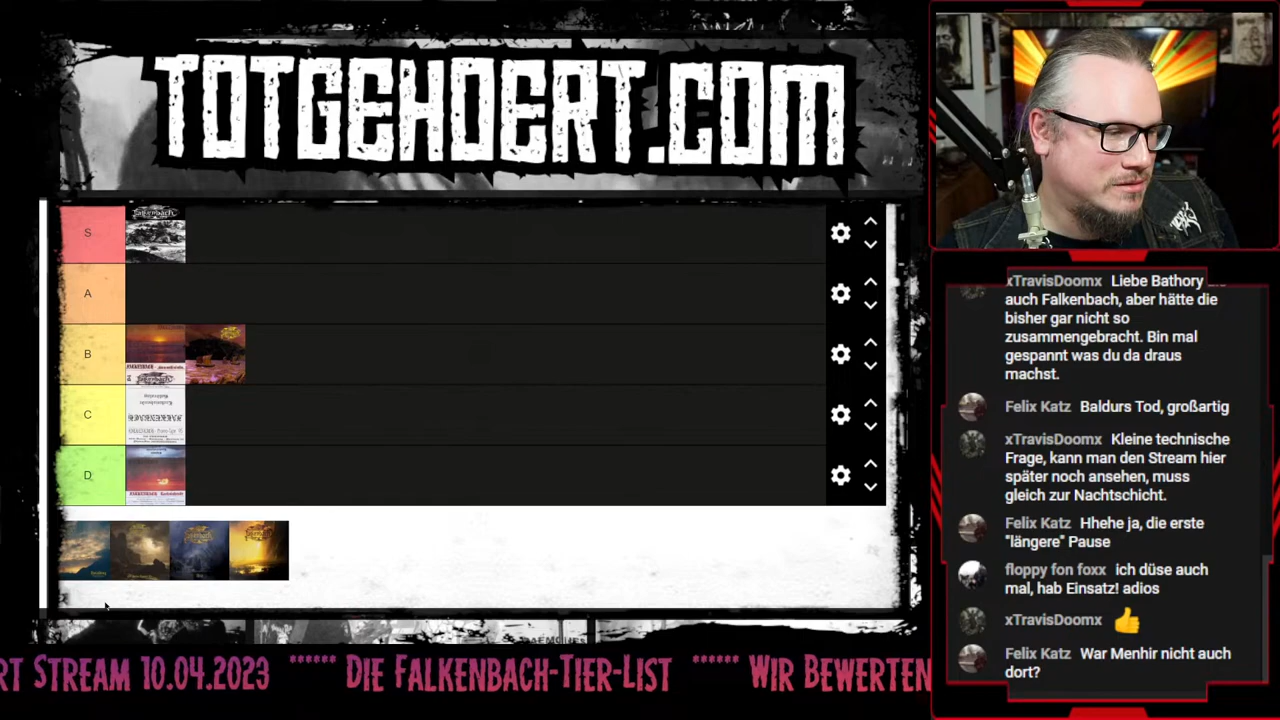 TOTGEHOERT.COM
S
A
B
C
D
xTravisDoomx Liebe Bathory
auch Falkenbach, aber hätte die
bisher gar nicht so
zusammengebracht. Bin mal
gespannt was du da draus
machst.
Felix Katz Baldurs Tod, großartig
xTravisDoomx Kleine technische
Frage, kann man den Stream hier
später noch ansehen, muss
gleich zur Nachtschicht.
Felix Katz Hhehe ja, die erste
"längere" Pause
floppy fon foxx ich düse auch
mal, hab Einsatz! adios
xTravisDoomx 👍
Felix Katz War Menhir nicht auch
dort?
RT STREAM 10.04.2023 ****** DIE FALKENBACH-TIER-LIST ****** WIR BEWERTEN